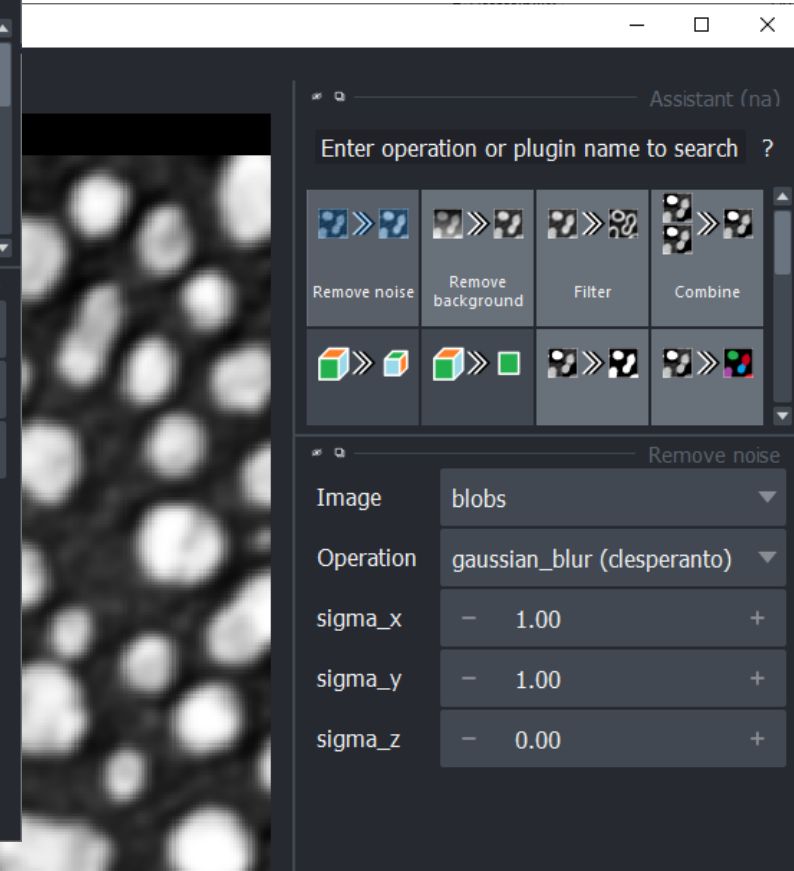 Assistant (na)
Enter operation or plugin name to search ?
Remove noise
Remove
background
Filter
Combine
Remove noise
Image blobs
Operation gaussian_blur (clesperanto)
sigma_x − 1.00 +
sigma_y − 1.00 +
sigma_z − 0.00 +